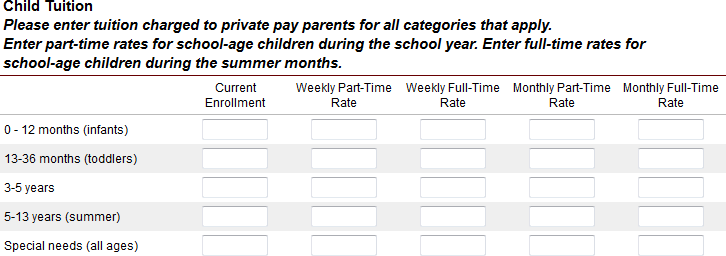 Child Tuition
Please enter tuition charged to private pay parents for all categories that apply.
Enter part-time rates for school-age children during the school year. Enter full-time rates for
school-age children during the summer months.
Current Enrollment Weekly Part-Time Rate Weekly Full-Time Rate Monthly Part-Time Rate Monthly Full-Time Rate
0 - 12 months (infants)
13-36 months (toddlers)
3-5 years
5-13 years (summer)
Special needs (all ages)